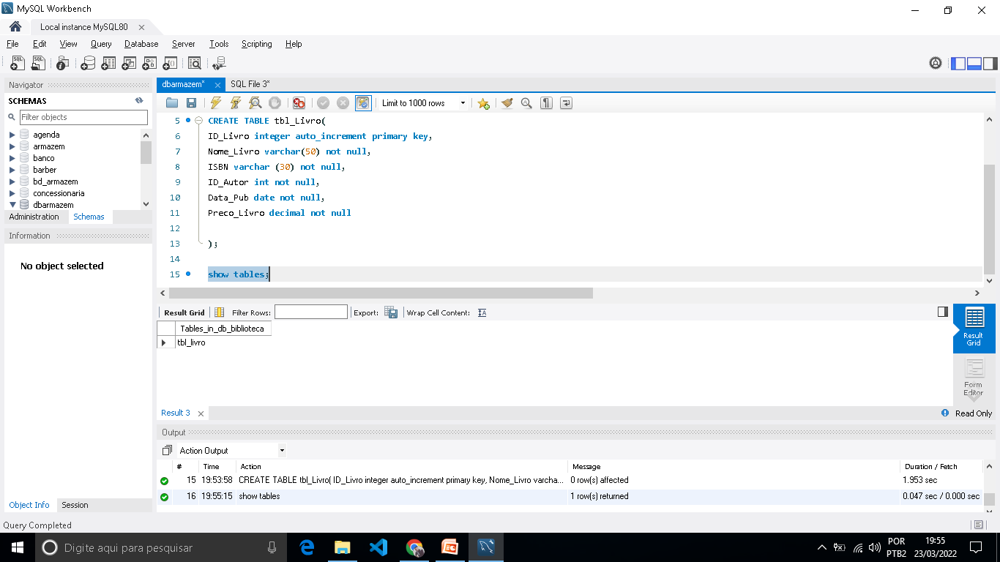 MySQL Workbench
Local instance MySQL80
File Edit View Query Database Server Tools Scripting Help
Navigator
SCHEMAS
Filter objects
agenda
armazem
banco
barber
bd_armazem
concessionaria
dbarmazem
Administration Schemas
Information
No object selected
Object Info Session
dbarmazem* SQL File 3*
Limit to 1000 rows
5 CREATE TABLE tbl_Livro(
6 ID_Livro integer auto_increment primary key,
7 Nome_Livro varchar(50) not null,
8 ISBN varchar (30) not null,
9 ID_Autor int not null,
10 Data_Pub date not null,
11 Preco_Livro decimal not null
12
13 );
14
15 show tables;
Result Grid Filter Rows: Export: Wrap Cell Content:
Tables_in_db_biblioteca
tbl_livro
Result Grid
Form Editor
Result 3
Read Only
Output
Action Output
# Time Action Message Duration / Fetch
15 19:53:58 CREATE TABLE tbl_Livro( ID_Livro integer auto_increment primary key, Nome_Livro varcha... 0 row(s) affected 1.953 sec
16 19:55:15 show tables 1 row(s) returned 0.047 sec / 0.000 sec
Query Completed
Digite aqui para pesquisar
POR
PTB2
19:55
23/03/2022